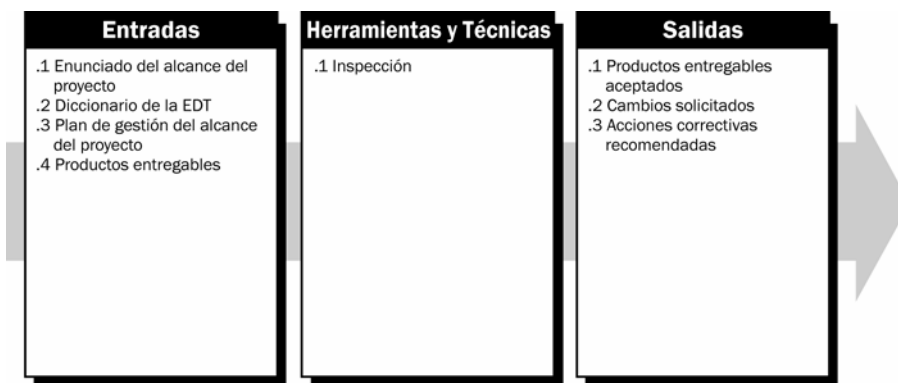 Entradas
.1 Enunciado del alcance del
proyecto
.2 Diccionario de la EDT
.3 Plan de gestión del alcance
del proyecto
.4 Productos entregables
Herramientas y Técnicas
.1 Inspección
Salidas
.1 Productos entregables
aceptados
.2 Cambios solicitados
.3 Acciones correctivas
recomendadas